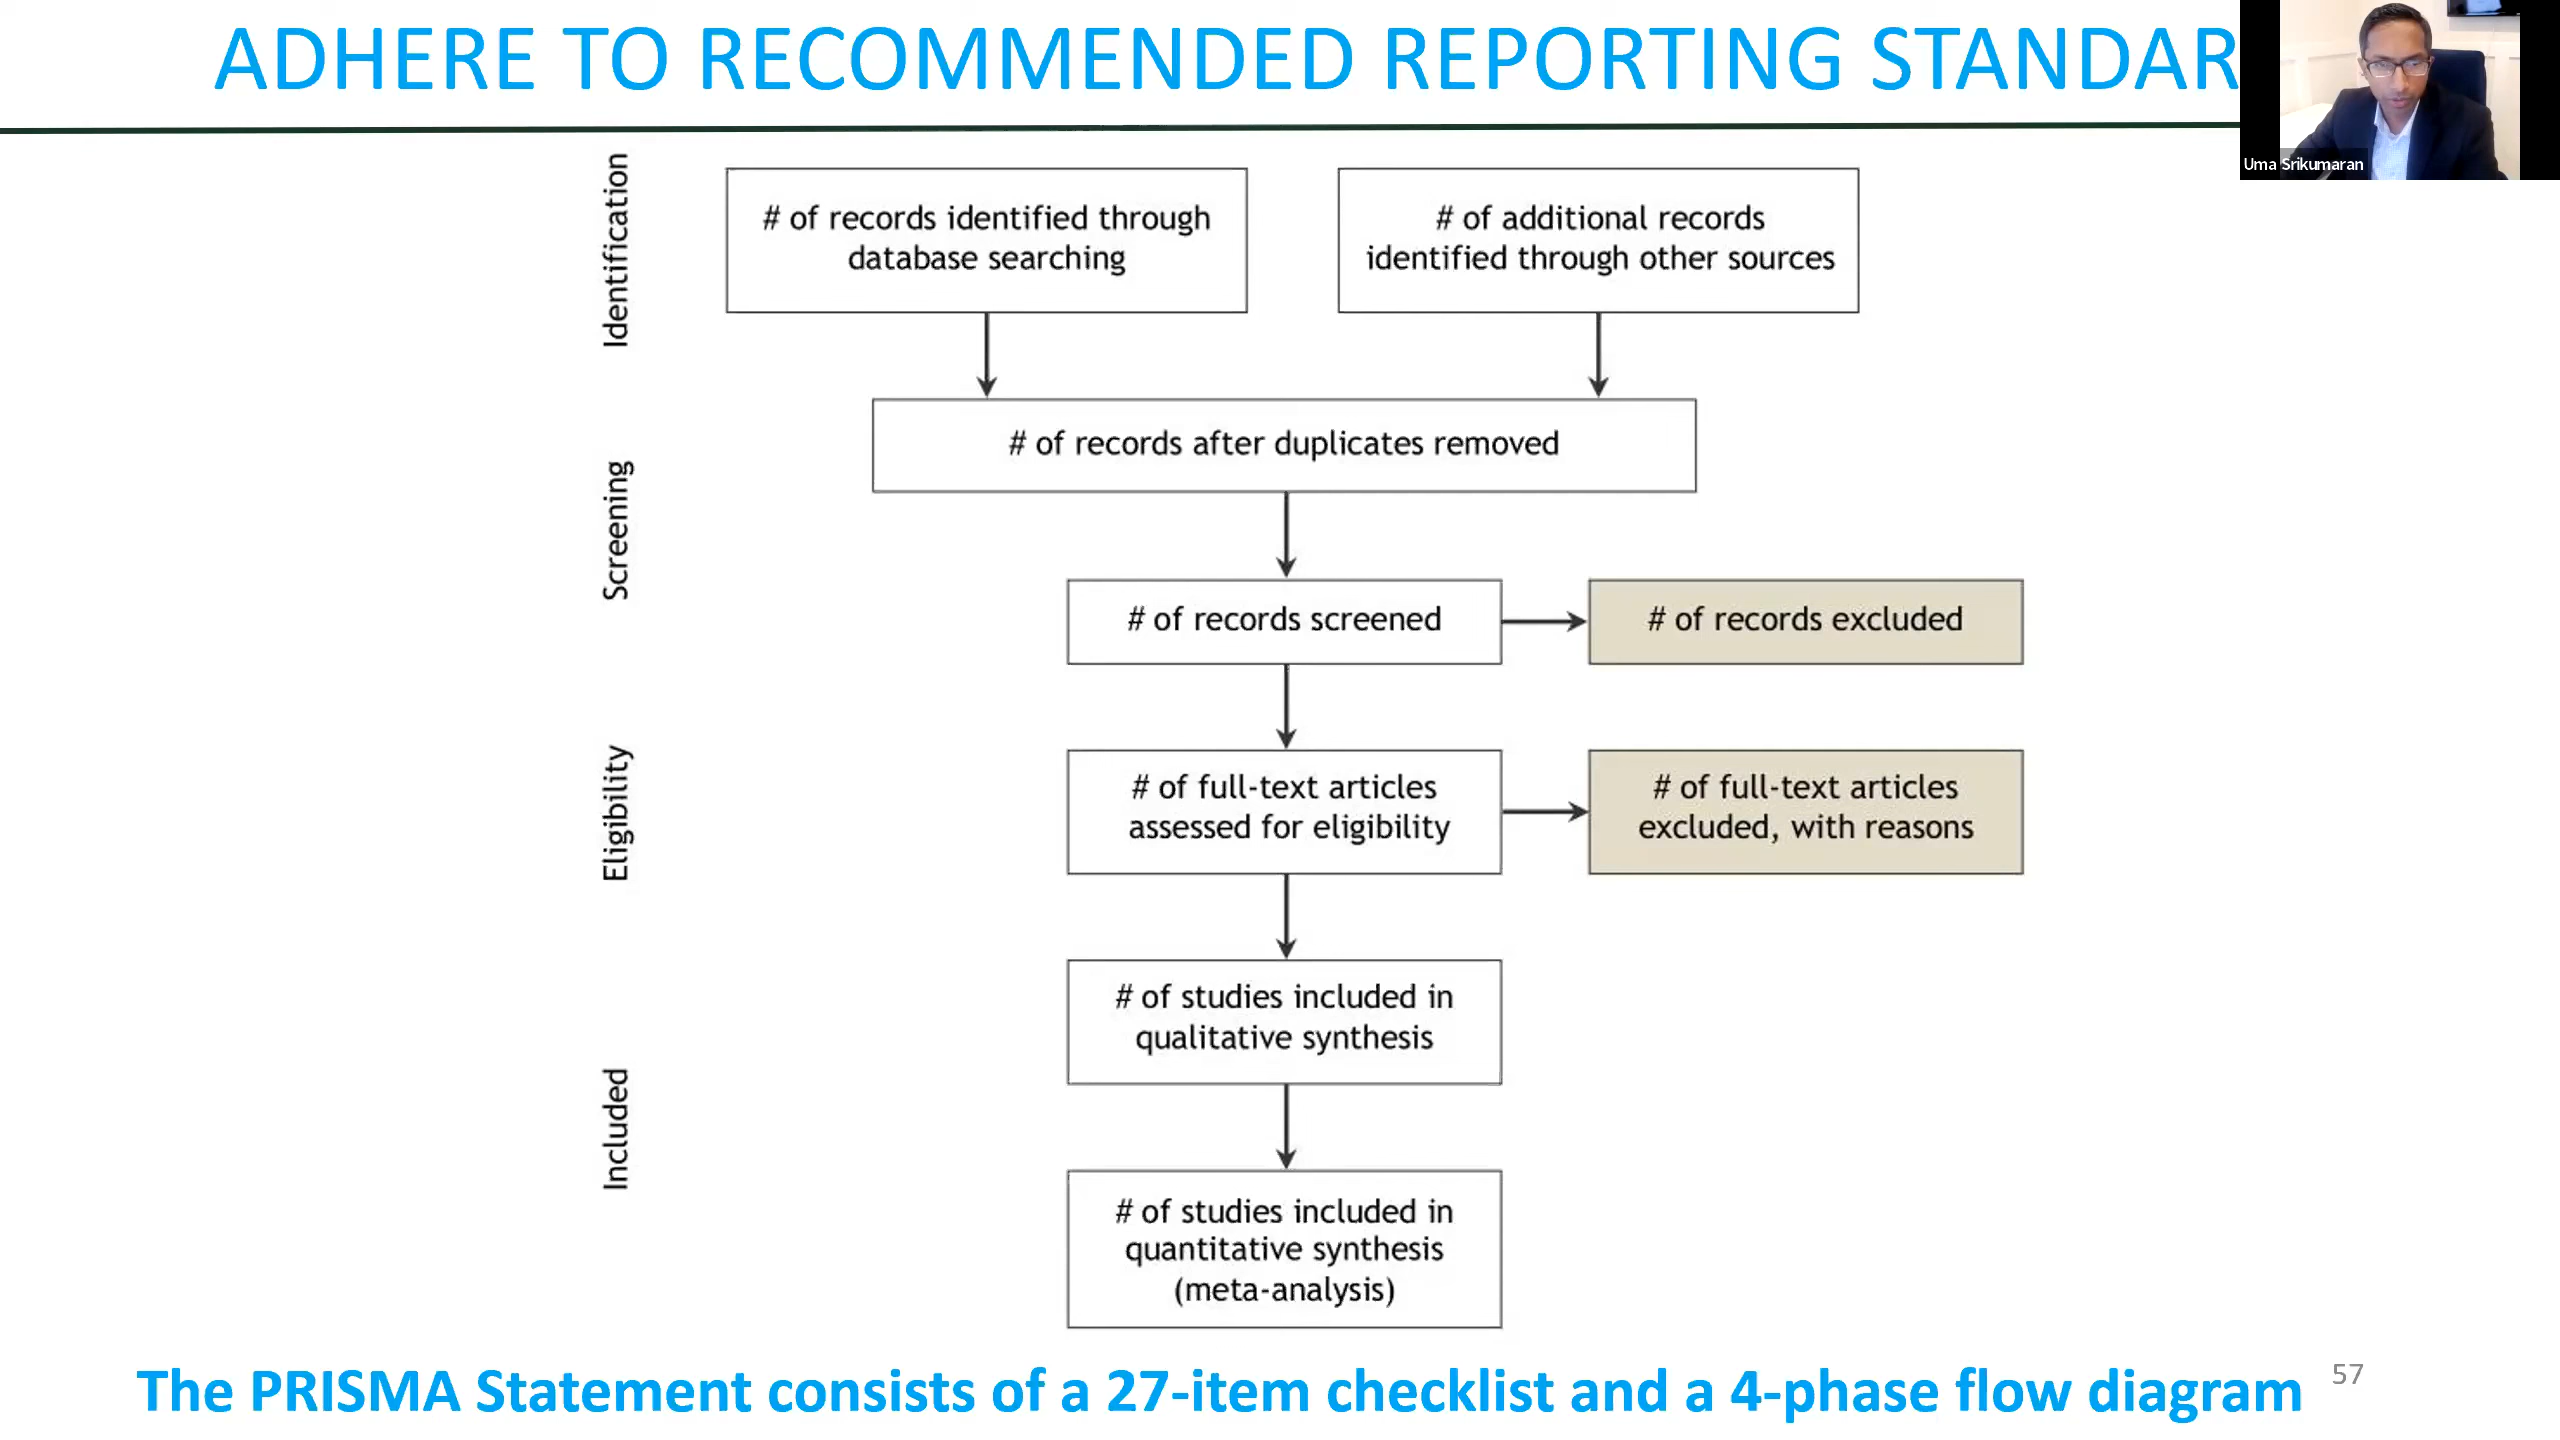 ADHERE TO RECOMMENDED REPORTING STANDAR
Uma Srikumaran
Identification
# of records identified through
database searching
# of additional records
identified through other sources
# of records after duplicates removed
Screening
# of records screened
# of records excluded
Eligibility
# of full-text articles
assessed for eligibility
# of full-text articles
excluded, with reasons
Included
# of studies included in
qualitative synthesis
# of studies included in
quantitative synthesis
(meta-analysis)
The PRISMA Statement consists of a 27-item checklist and a 4-phase flow diagram
57